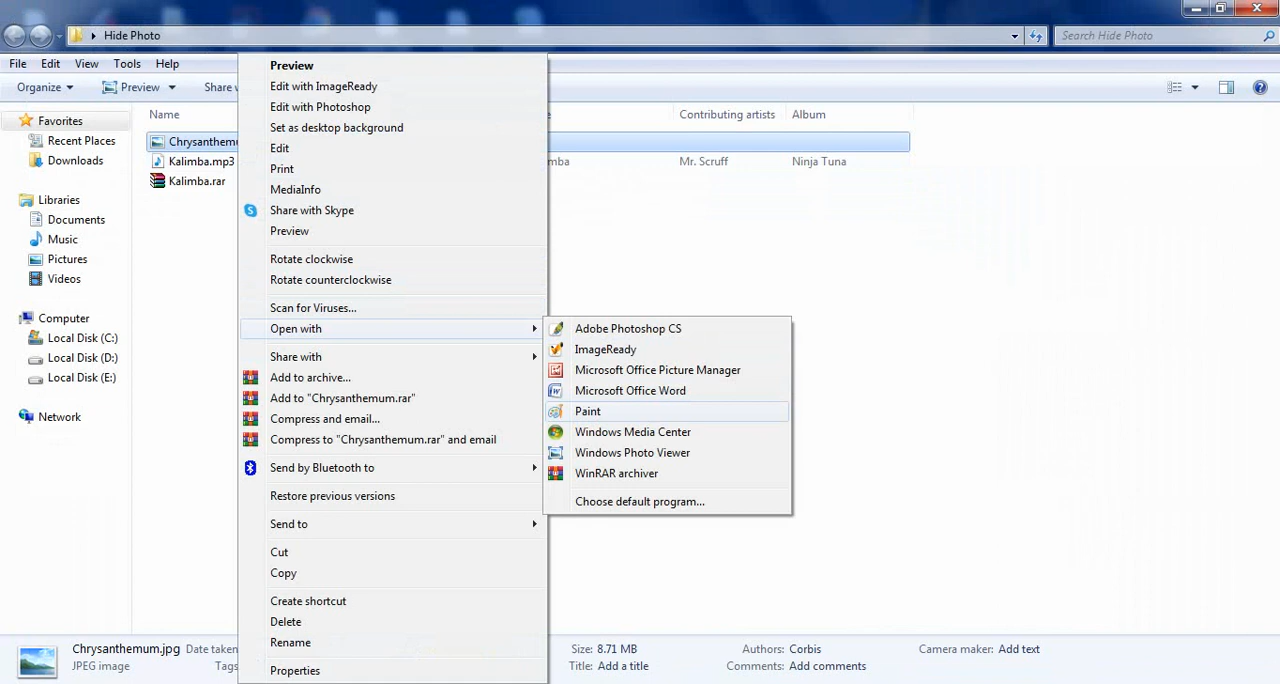 Hide Photo
Search Hide Photo
File Edit View Tools Help
Organize Preview Share
Favorites
Recent Places
Downloads
Libraries
Documents
Music
Pictures
Videos
Computer
Local Disk (C:)
Local Disk (D:)
Local Disk (E:)
Network
Name Contributing artists Album
Kalimba.mp3 Mr. Scruff Ninja Tuna
Kalimba.rar
Preview
Edit with ImageReady
Edit with Photoshop
Set as desktop background
Edit
Print
MediaInfo
Share with Skype
Preview
Rotate clockwise
Rotate counterclockwise
Scan for Viruses...
Open with
Share with
Add to archive...
Add to "Chrysanthemum.rar"
Compress and email...
Compress to "Chrysanthemum.rar" and email
Send by Bluetooth to
Restore previous versions
Send to
Cut
Copy
Create shortcut
Delete
Rename
Properties
Adobe Photoshop CS
ImageReady
Microsoft Office Picture Manager
Microsoft Office Word
Paint
Windows Media Center
Windows Photo Viewer
WinRAR archiver
Choose default program...
Chrysanthemum.jpg Date taken Size: 8.71 MB Authors: Corbis Camera maker: Add text
JPEG image Tags Title: Add a title Comments: Add comments